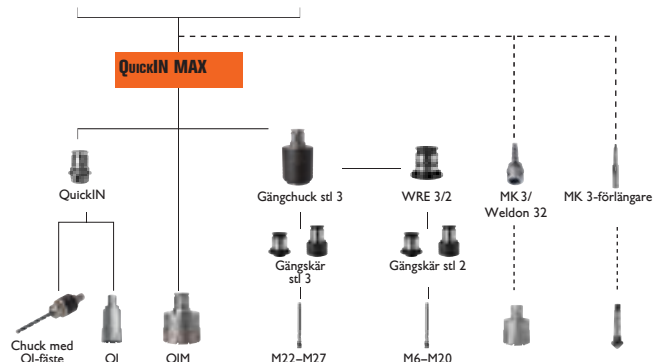 QuickIN MAX
QuickIN
Gängchuck stl 3
WRE 3/2
MK 3/
Weldon 32
MK 3-förlängare
Gängskär
stl 3
Gängskär stl 2
Chuck med
QI-fäste
QI
QIM
M22–M27
M6–M20